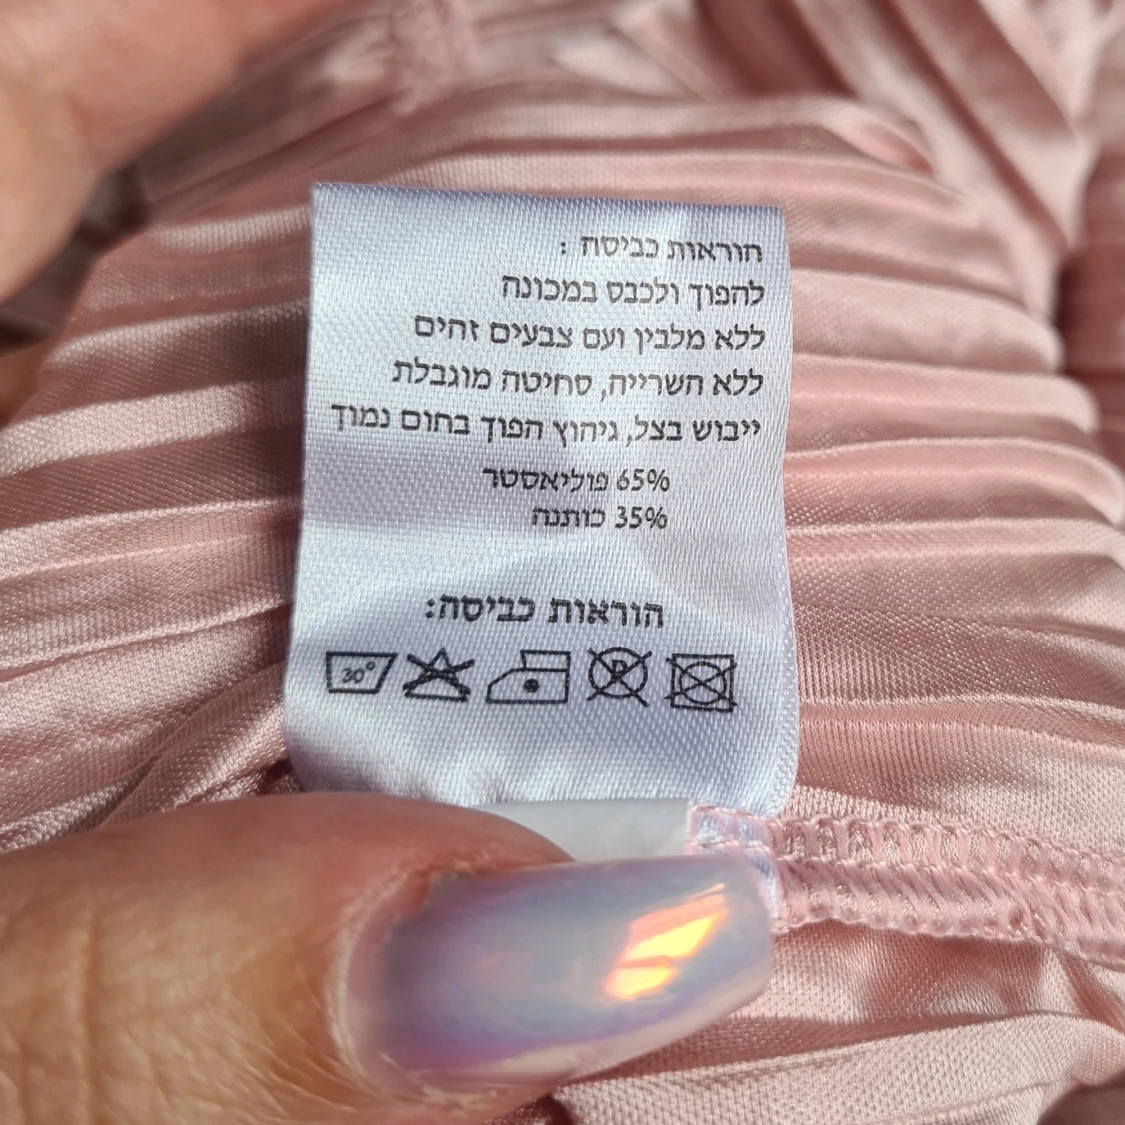 הוראות כביסה :
להפוך ולכבס במכונה
ללא מלבין ועם צבעים זהים
ללא השרייה, סחיטה מוגבלת
ייבוש בצל, גיהוץ הפוך בחום נמוך
65% פוליאסטר
35% כותנה
הוראות כביסה:
30° P